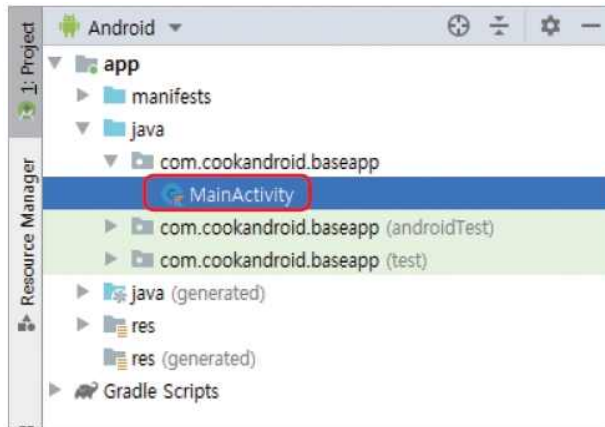 Android
1: Project
app
manifests
java
com.cookandroid.baseapp
MainActivity
com.cookandroid.baseapp (androidTest)
com.cookandroid.baseapp (test)
Resource Manager
java (generated)
res
res (generated)
Gradle Scripts